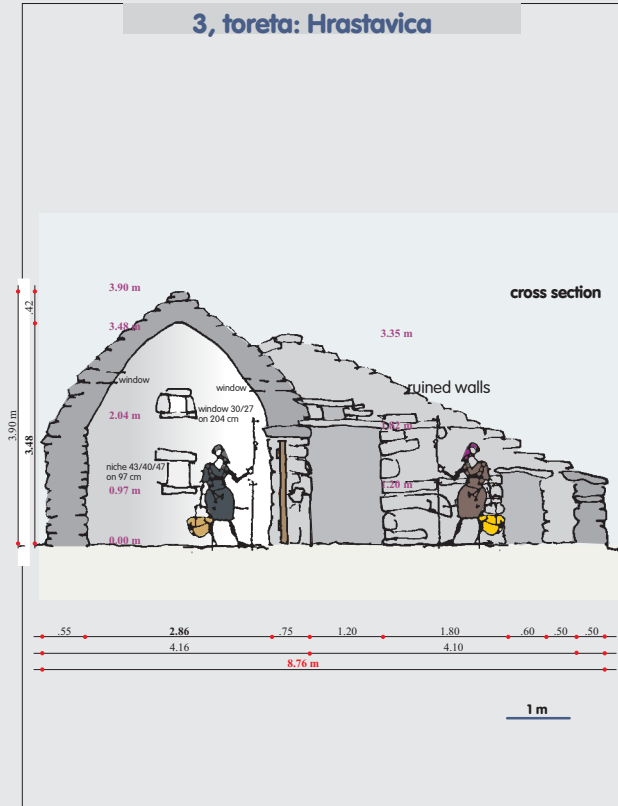 3, toreta: Hrastavica
cross section
3.90 m
3.48 m
3.35 m
window
window
window 30/27
on 204 cm
ruined walls
2.04 m
niche 43/40/47
on 97 cm
0.97 m
1.20 m
0.00 m
.42
3.90 m
3.48
.55 2.86 .75 1.20 1.80 .60 .50 .50
4.16 4.10
8.76 m
1 m